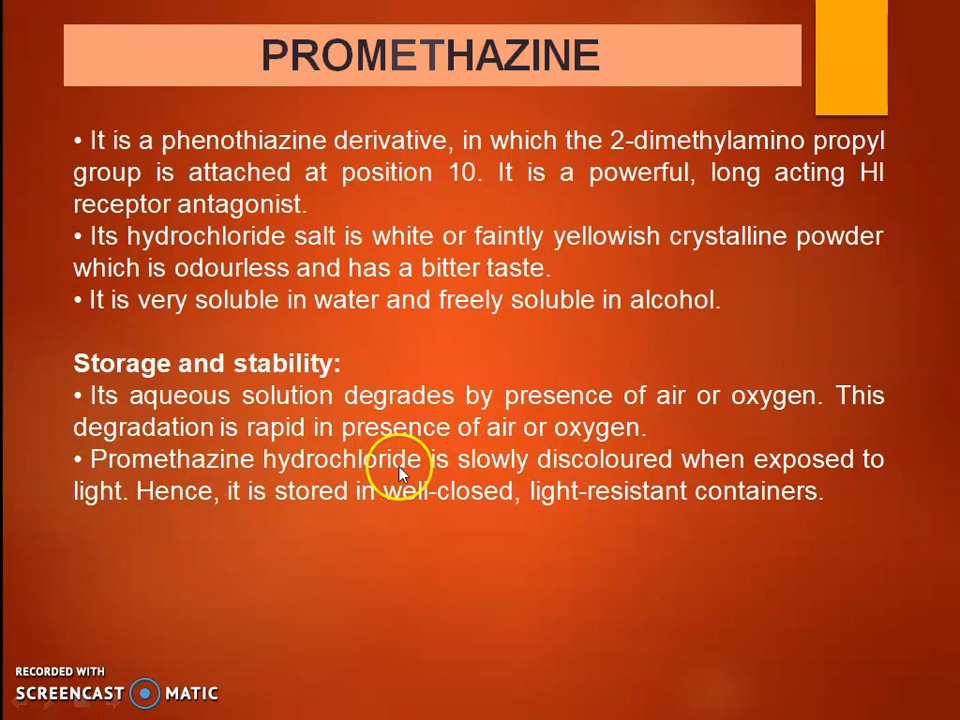 PROMETHAZINE
• It is a phenothiazine derivative, in which the 2-dimethylamino propyl
group is attached at position 10. It is a powerful, long acting HI
receptor antagonist.
• Its hydrochloride salt is white or faintly yellowish crystalline powder
which is odourless and has a bitter taste.
• It is very soluble in water and freely soluble in alcohol.
Storage and stability:
• Its aqueous solution degrades by presence of air or oxygen. This
degradation is rapid in presence of air or oxygen.
• Promethazine hydrochloride is slowly discoloured when exposed to
light. Hence, it is stored in well-closed, light-resistant containers.
RECORDED WITH
SCREENCAST MATIC